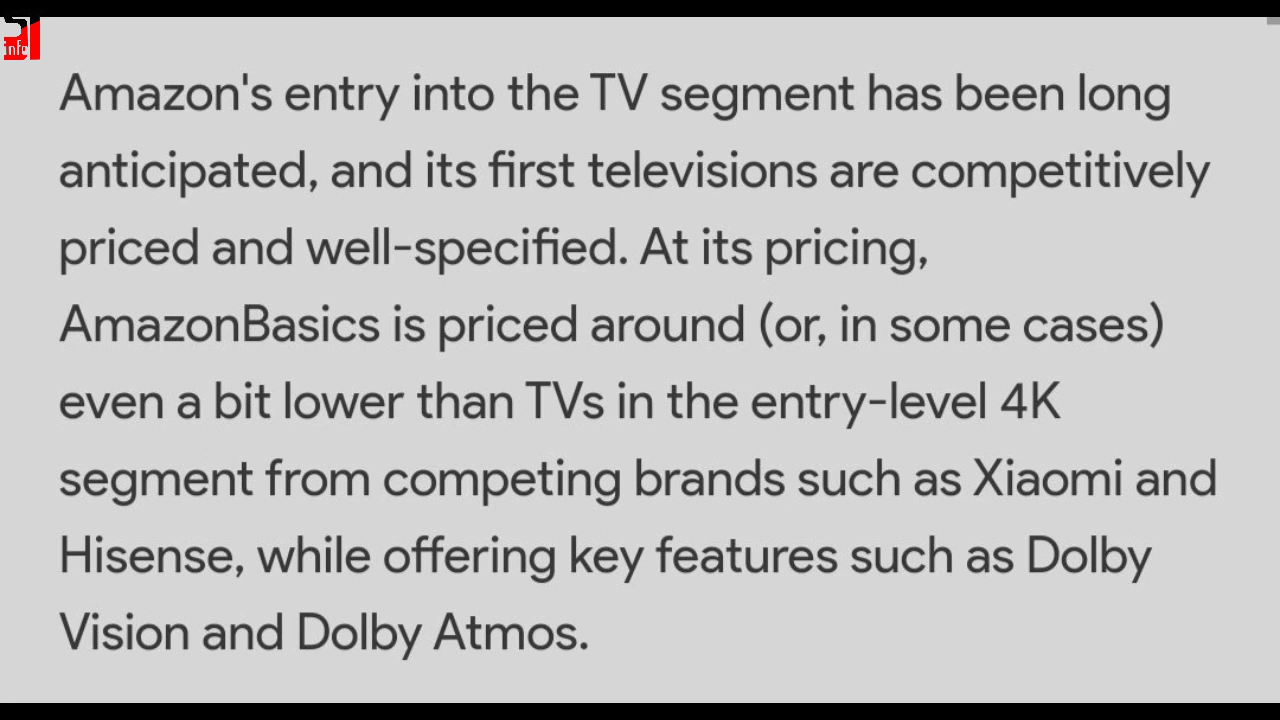 info
Amazon's entry into the TV segment has been long
anticipated, and its first televisions are competitively
priced and well-specified. At its pricing,
AmazonBasics is priced around (or, in some cases)
even a bit lower than TVs in the entry-level 4K
segment from competing brands such as Xiaomi and
Hisense, while offering key features such as Dolby
Vision and Dolby Atmos.